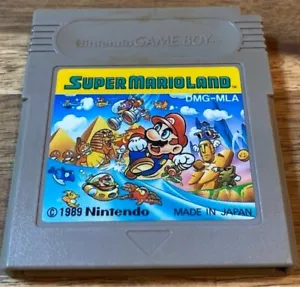 Nintendo GAME BOY
SUPER MARIOLAND
DMG-MLA
© 1989 Nintendo
MADE IN JAPAN